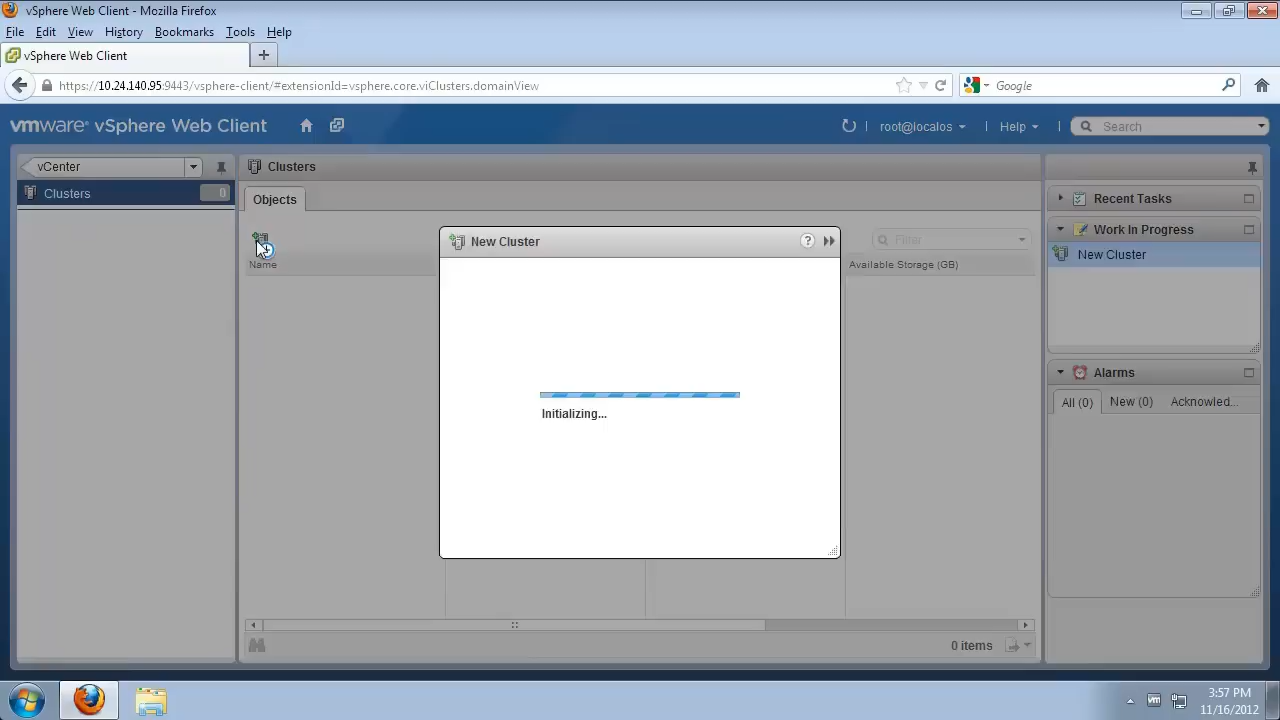 vSphere Web Client - Mozilla Firefox
File Edit View History Bookmarks Tools Help
vSphere Web Client
https://10.24.140.95:9443/vsphere-client/#extensionId=vsphere.core.viClusters.domainView
Google
vmware® vSphere Web Client
root@localos
Help
Search
vCenter
Clusters
0
Clusters
Objects
Filter
Name
Available Storage (GB)
New Cluster
?
Initializing...
0 items
Recent Tasks
Work In Progress
New Cluster
Alarms
All (0) New (0) Acknowled...
3:57 PM
11/16/2012